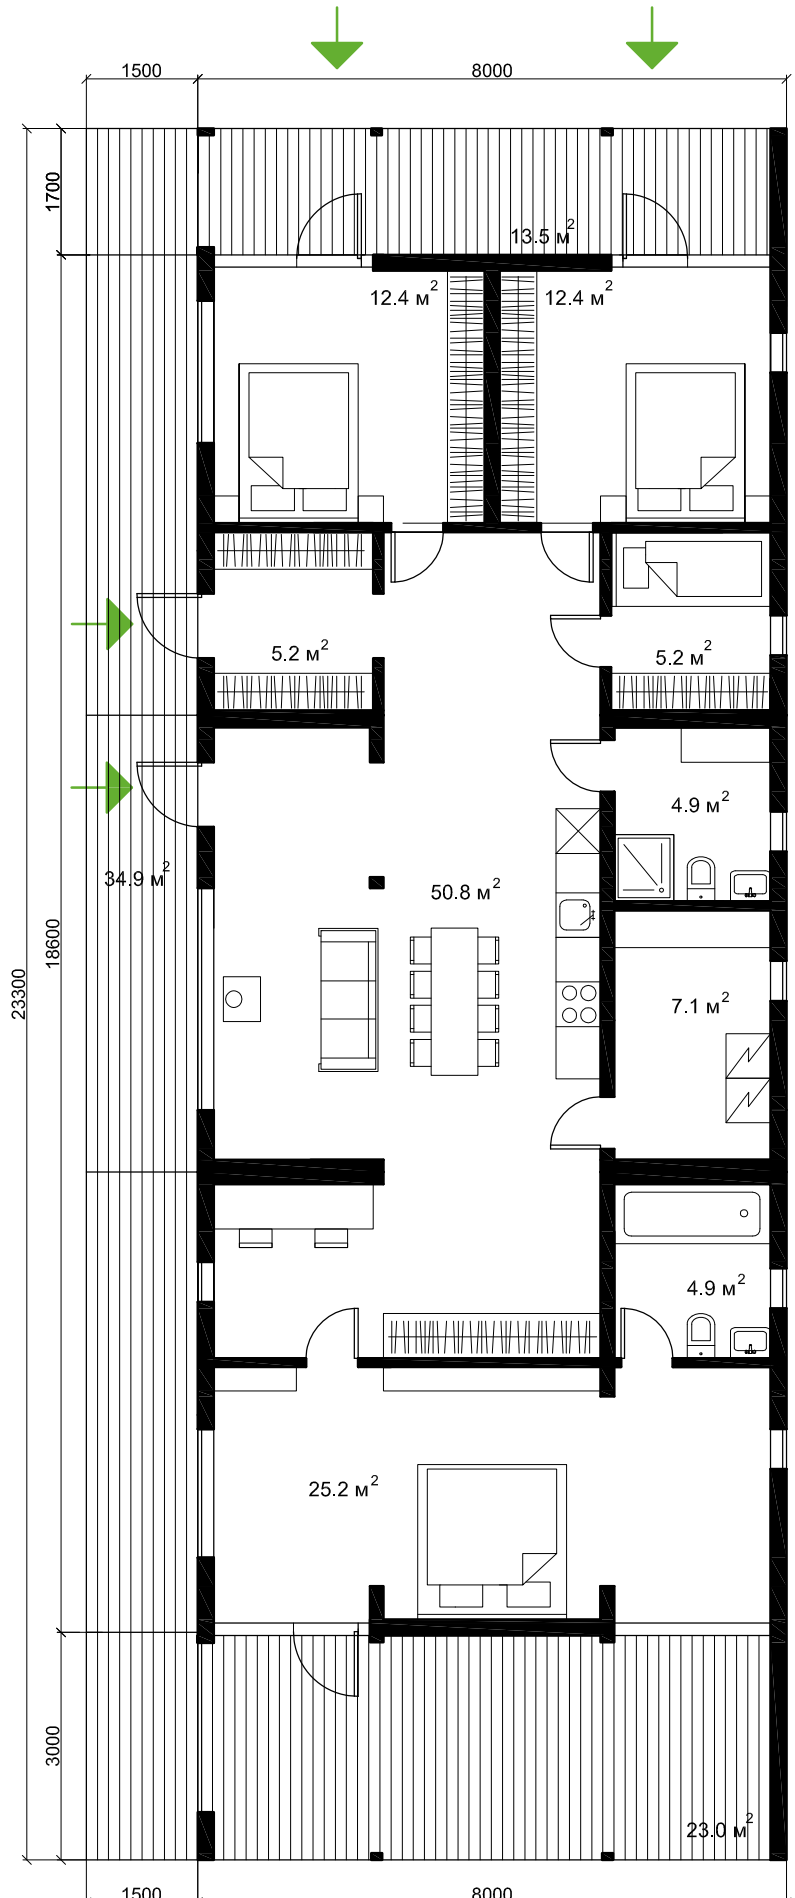 1500
8000
1700
13.5 м²
12.4 м²
12.4 м²
5.2 м²
5.2 м²
4.9 м²
34.9 м²
50.8 м²
18600
23300
7.1 м²
4.9 м²
25.2 м²
3000
23.0 м²
1500
8000